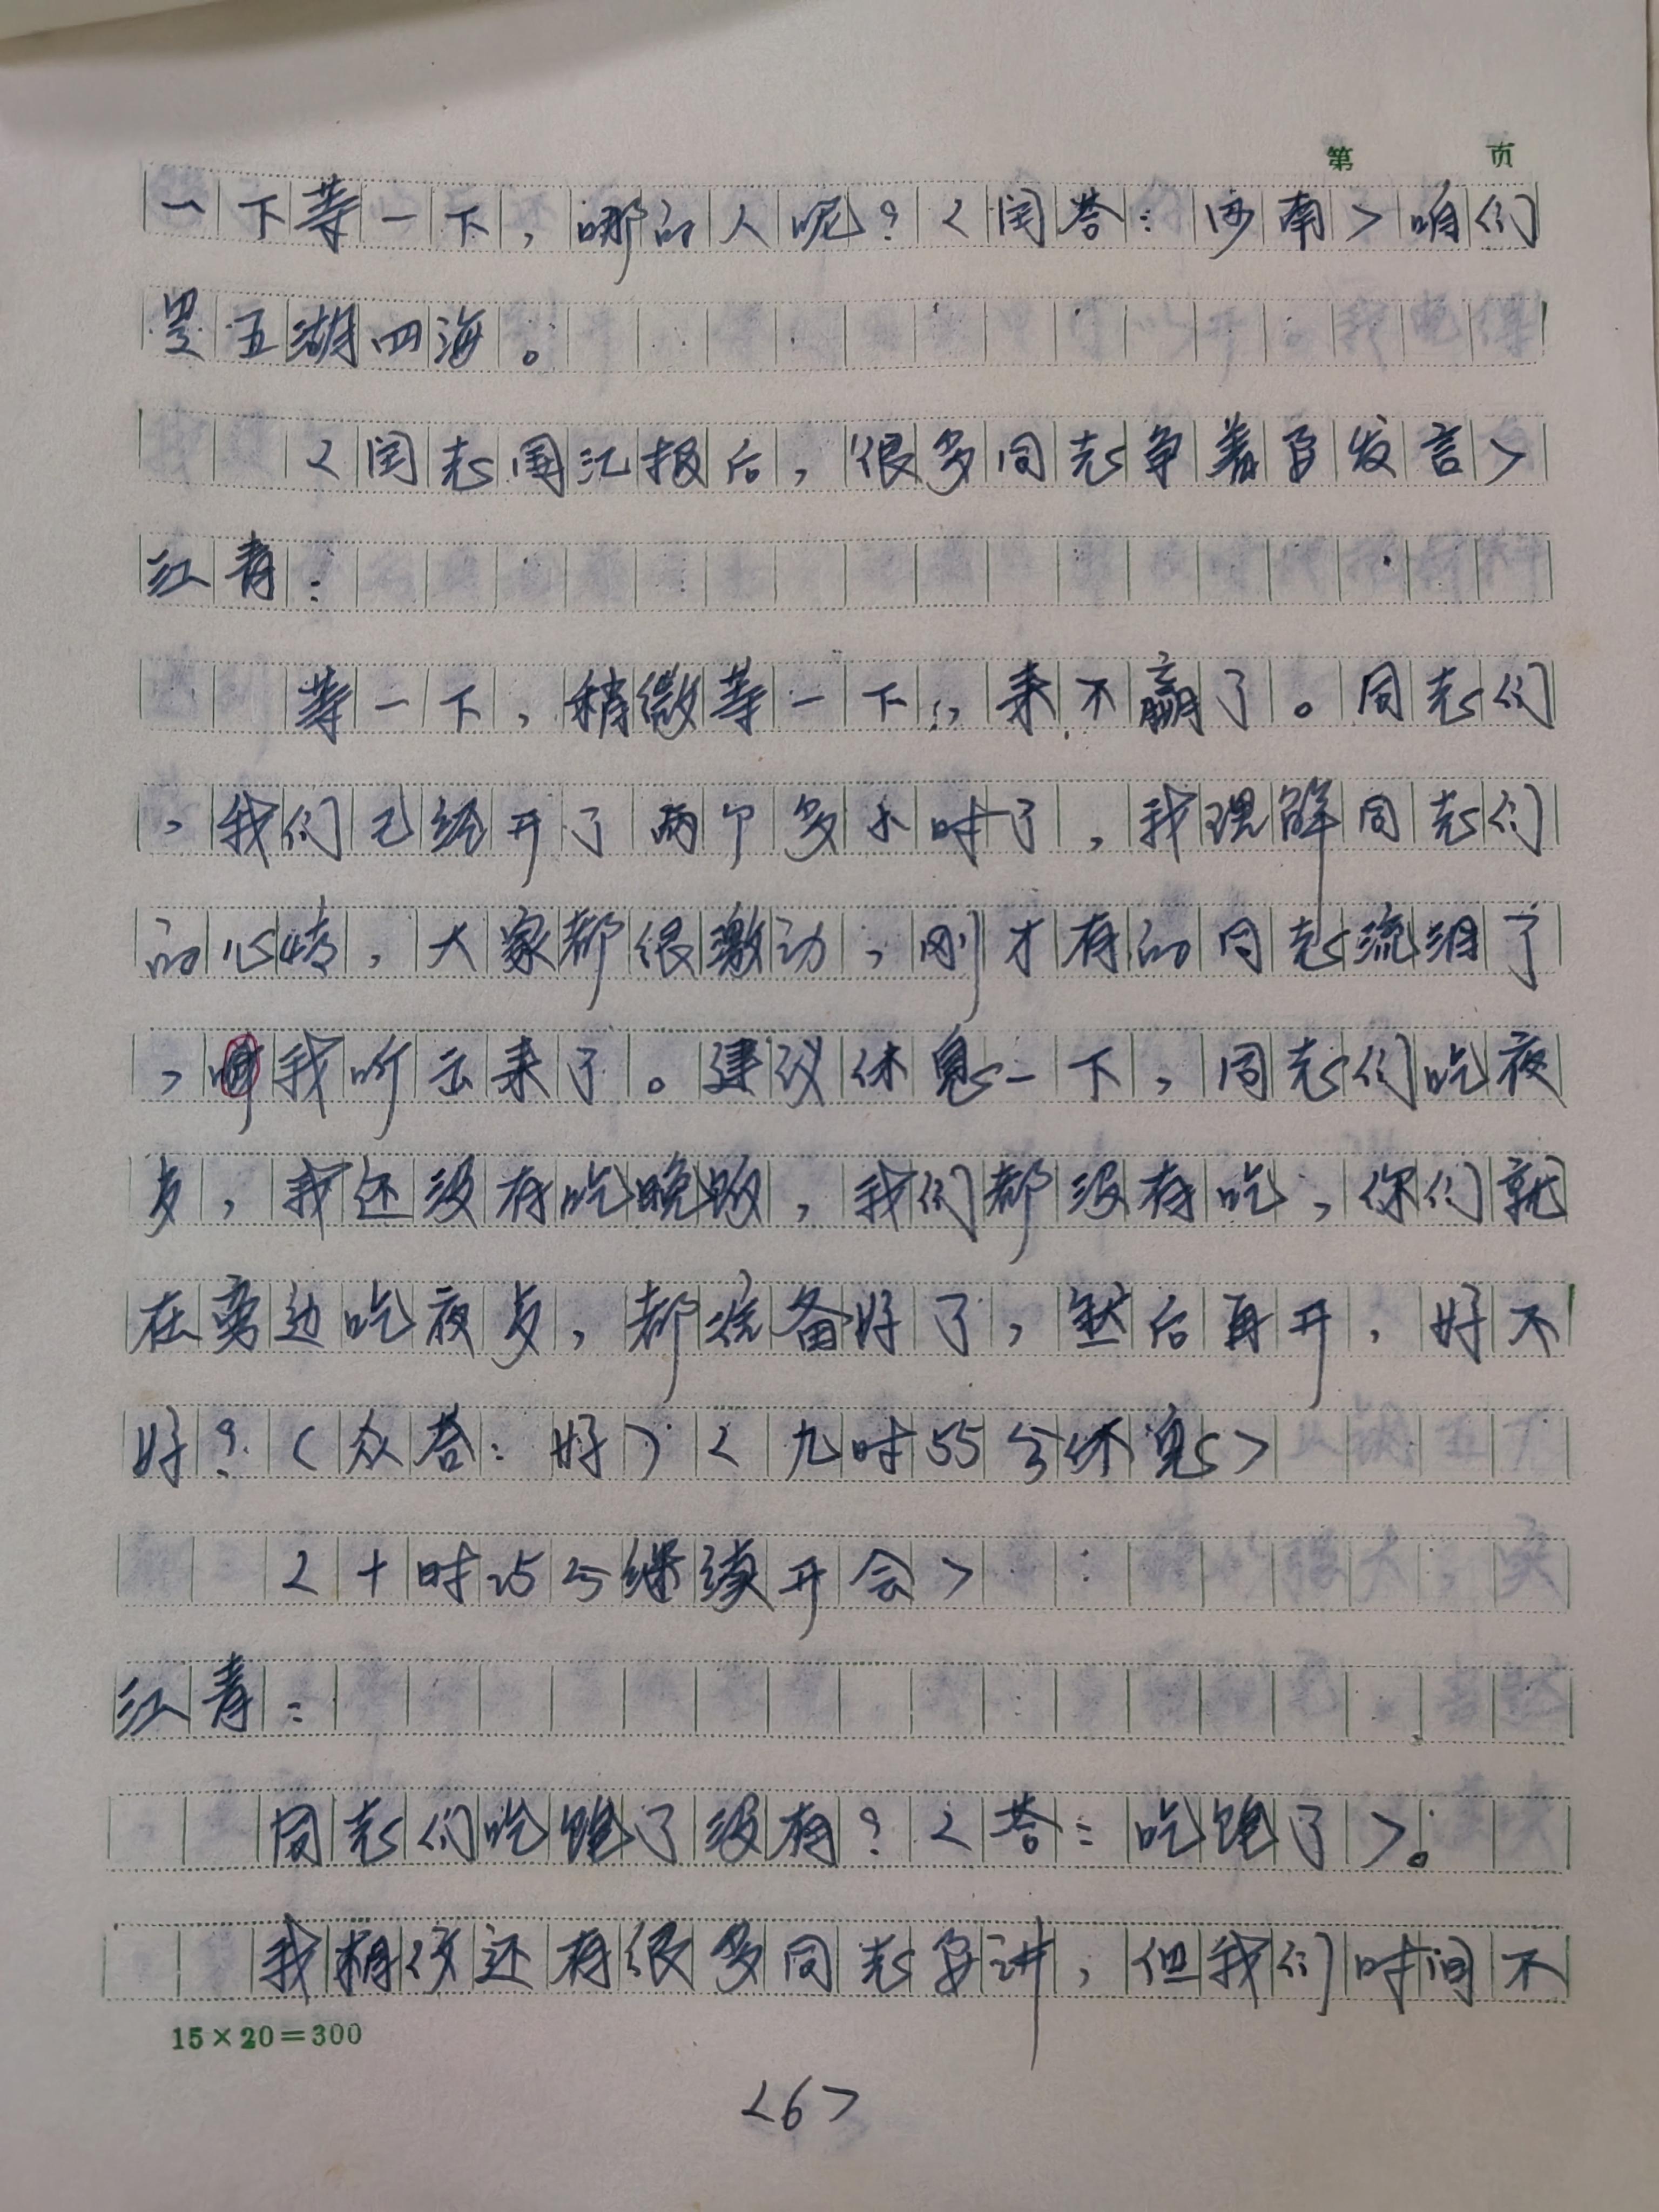 第 页
一下等一下，哪的人呢？〈闰答：河南〉咱们
是五湖四海。
〈闰志国汇报后，很多同志争着要发言〉
江青：
等一下，稍微等一下，来不赢了。同志们
，我们已经开了两个多小时了，我理解同志们
的心情，大家都很激动，刚才有的同志流泪了
，我听出来了。建议休息一下，同志们吃夜
点，我还没有吃晚饭，我们都没有吃，你们就
在旁边吃夜点，都准备好了，然后再开，好不
好？（众答：好）〈九时55分休息〉
〈十时25分继续开会〉
江青：
同志们吃饱了没有？〈答：吃饱了〉。
我相信还有很多同志要讲，但我们时间不
15×20=300
〈6〉